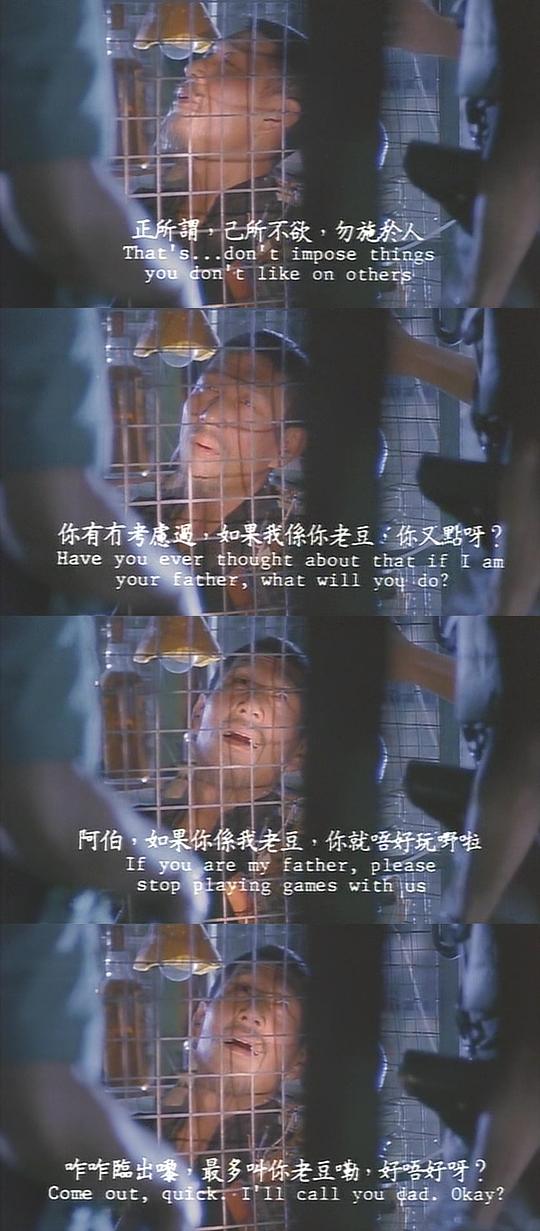 正所謂，己所不欲，勿施於人
That's...don't impose things
you don't like on others
你有冇考慮過，如果我係你老豆，你又點呀？
Have you ever thought about that if I am
your father, what will you do?
阿伯，如果你係我老豆，你就唔好玩嘢啦
If you are my father, please
stop playing games with us
咋咋臨出嚟，最多叫你老豆嘞，好唔好呀？
Come out, quick. I'll call you dad. Okay?